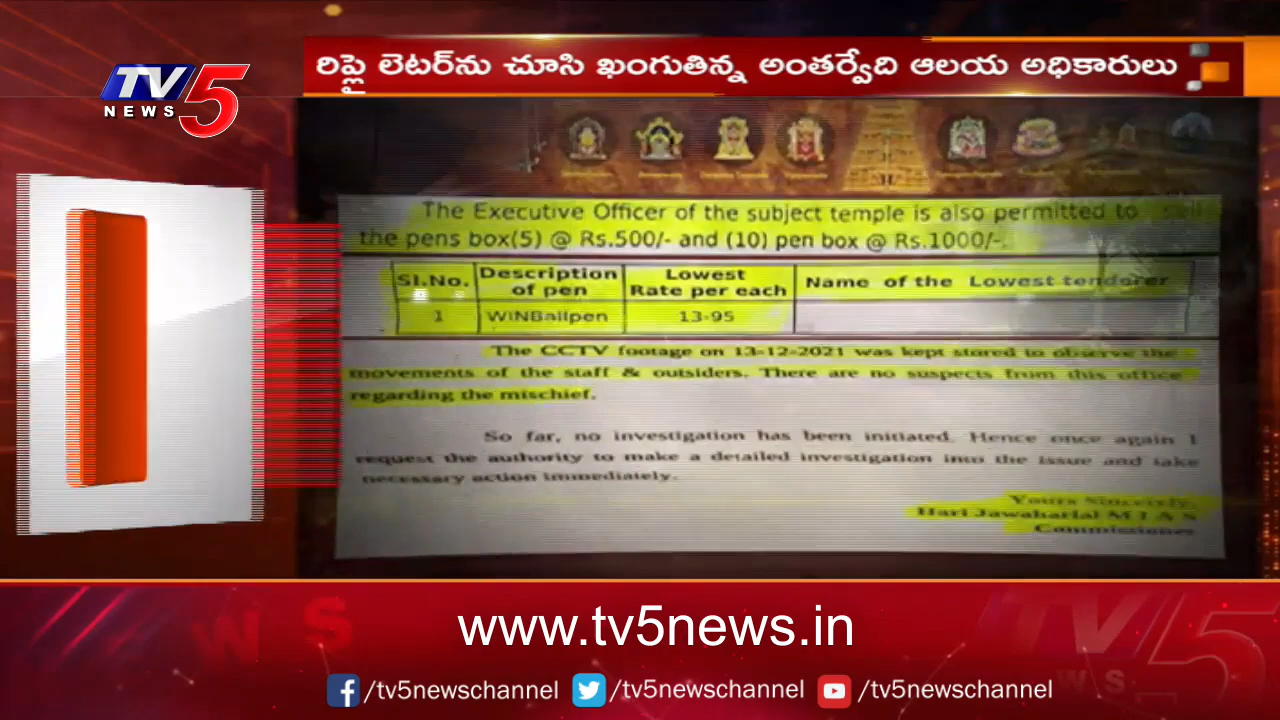 TV5
NEWS
రిప్లై లెటర్‌ను చూసి ఖంగుతిన్న అంతర్వేది ఆలయ అధికారులు
The Executive Officer of the subject temple is also permitted to sell
the pens box(5) @ Rs.500/- and (10) pen box @ Rs.1000/-.
Sl.No. Description of pen Lowest Rate per each Name of the Lowest tenderer
1 WINBallpen 13-95
The CCTV footage on 13-12-2021 was kept stored to observe the
movements of the staff & outsiders. There are no suspects from this office
regarding the mischief.
So far, no investigation has been initiated. Hence once again I
request the authority to make a detailed investigation into the issue and take
necessary action immediately.
Yours Sincerely,
Hari Jawaharlal M I A S
Commissioner
www.tv5news.in
/tv5newschannel /tv5newschannel /tv5newschannel